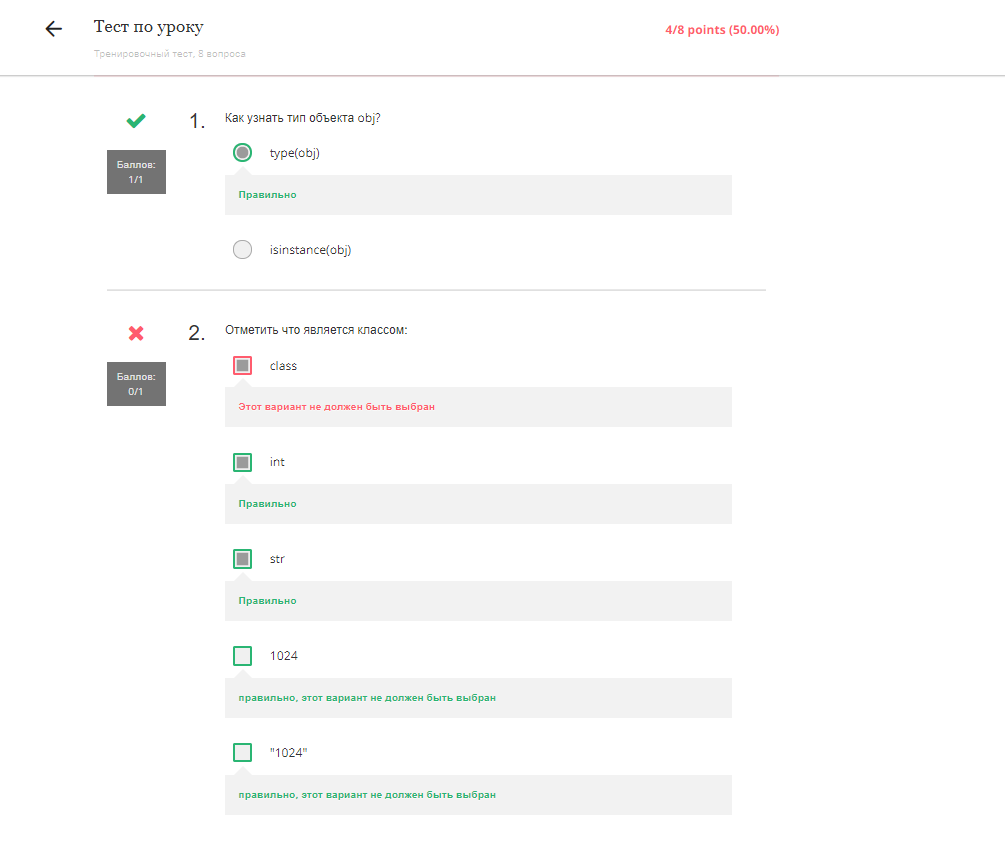 Тест по уроку
4/8 points (50.00%)
Тренировочный тест, 8 вопроса
1.
Как узнать тип объекта obj?
Баллов:
1/1
type(obj)
Правильно
isinstance(obj)
2.
Отметить что является классом:
Баллов:
0/1
class
Этот вариант не должен быть выбран
int
Правильно
str
Правильно
1024
правильно, этот вариант не должен быть выбран
"1024"
правильно, этот вариант не должен быть выбран